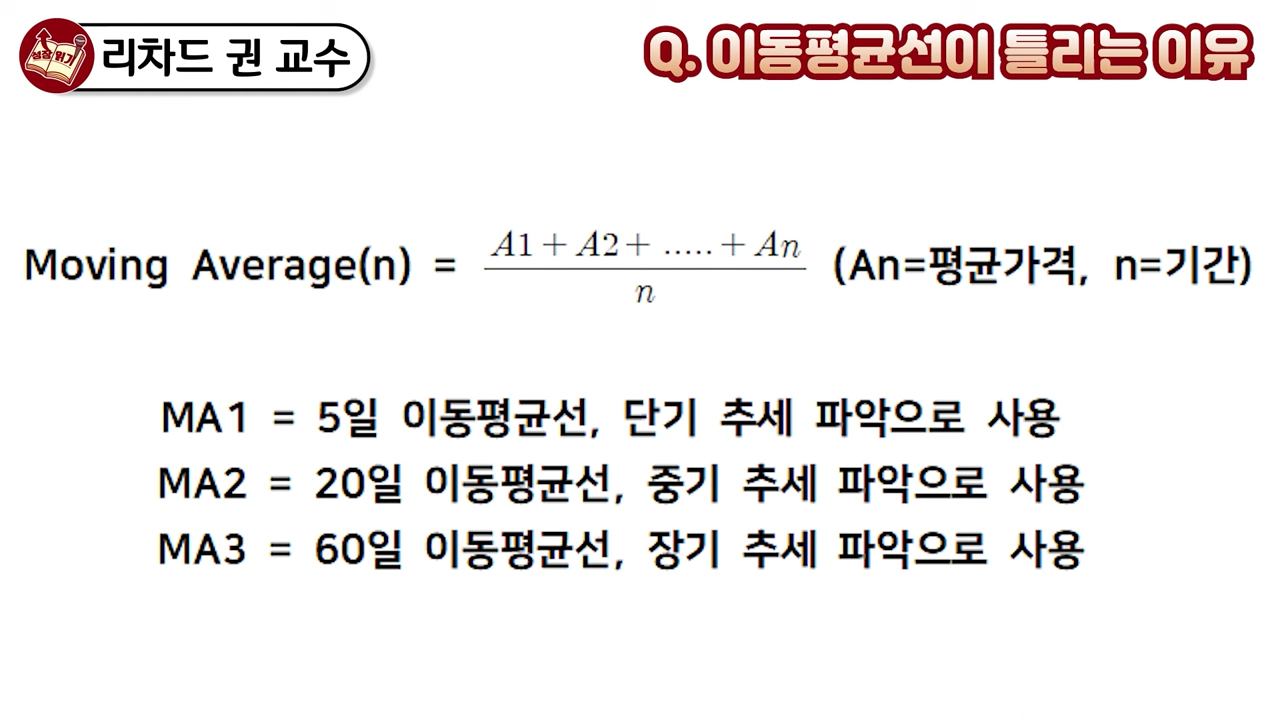 성장 읽기
리차드 권 교수
Q. 이동평균선이 틀리는 이유
Moving Average(n) = A1 + A2 + ..... + An / n (An=평균가격, n=기간)
MA1 = 5일 이동평균선, 단기 추세 파악으로 사용
MA2 = 20일 이동평균선, 중기 추세 파악으로 사용
MA3 = 60일 이동평균선, 장기 추세 파악으로 사용